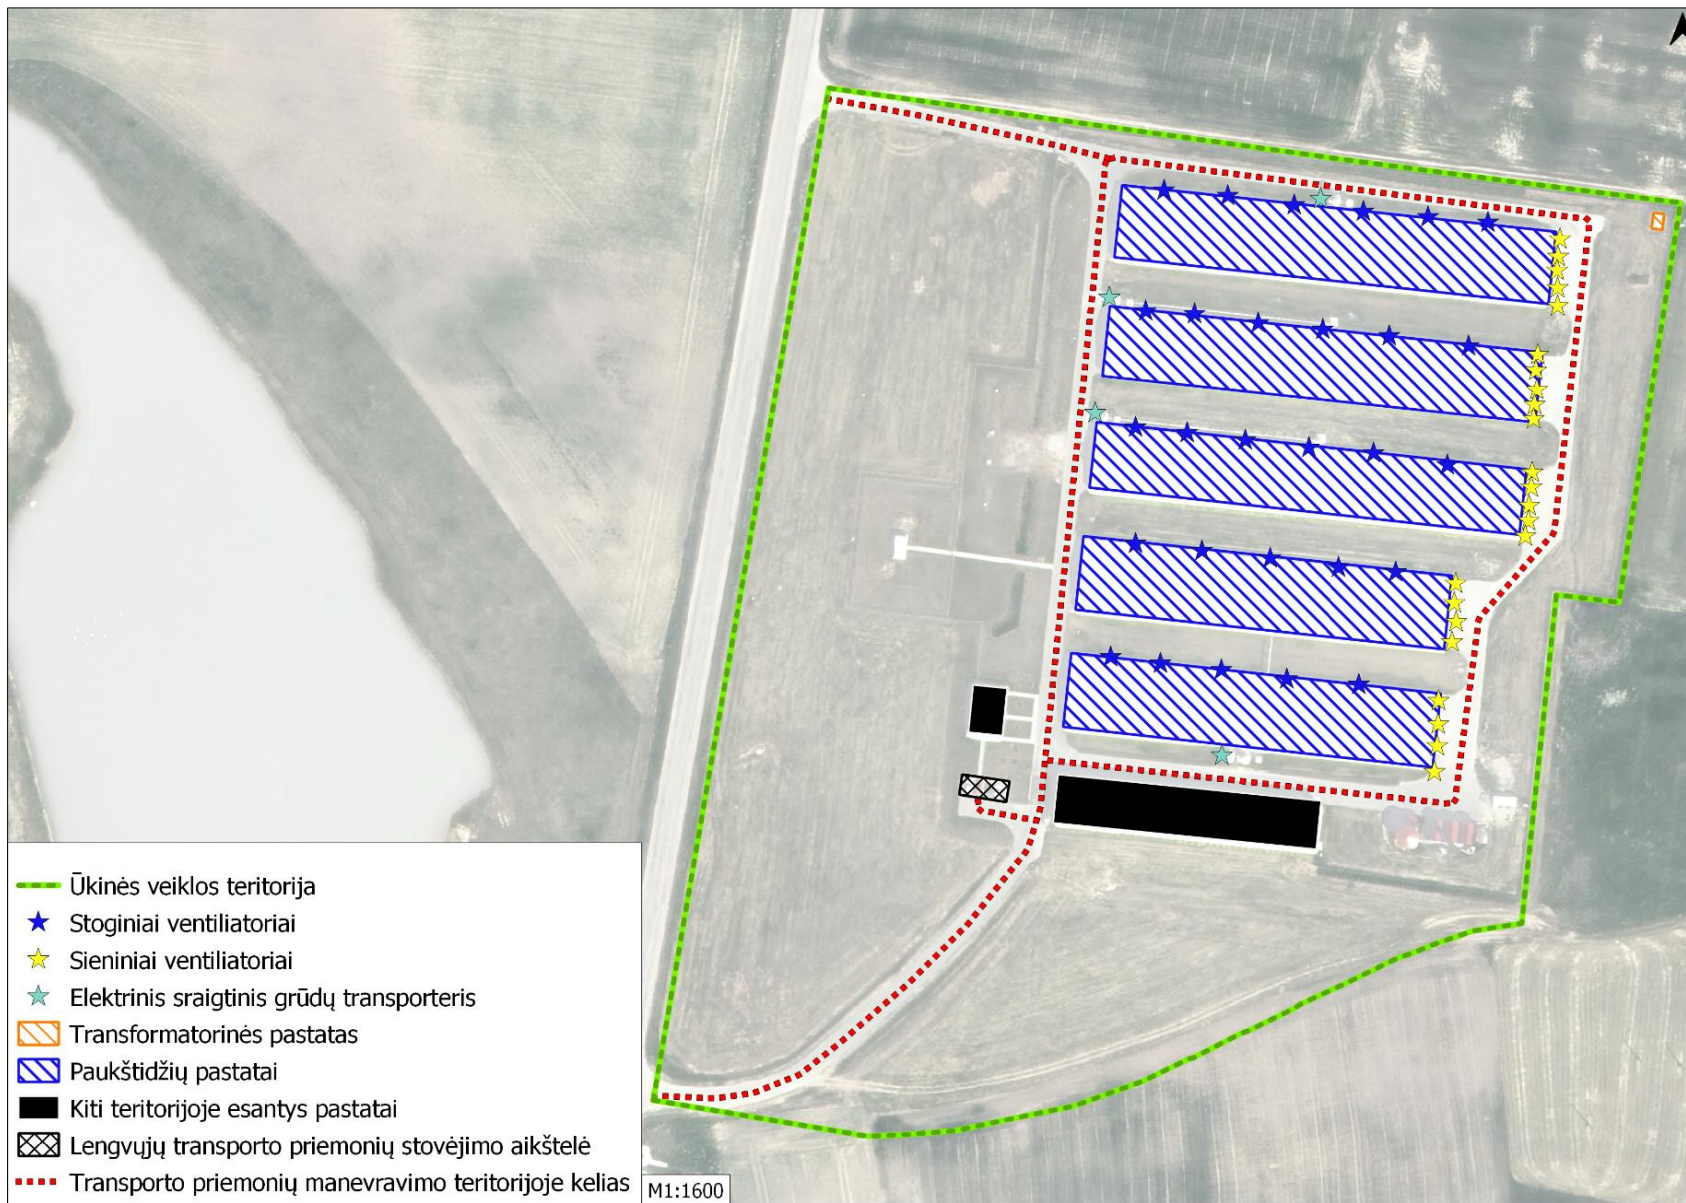 Ūkinės veiklos teritorija
Stoginiai ventiliatoriai
Sieniniai ventiliatoriai
Elektrinis sraigtinis grūdų transporteris
Transformatorinės pastatas
Paukštidžių pastatai
Kiti teritorijoje esantys pastatai
Lengvųjų transporto priemonių stovėjimo aikštelė
Transporto priemonių manevravimo teritorijoje kelias
M1:1600